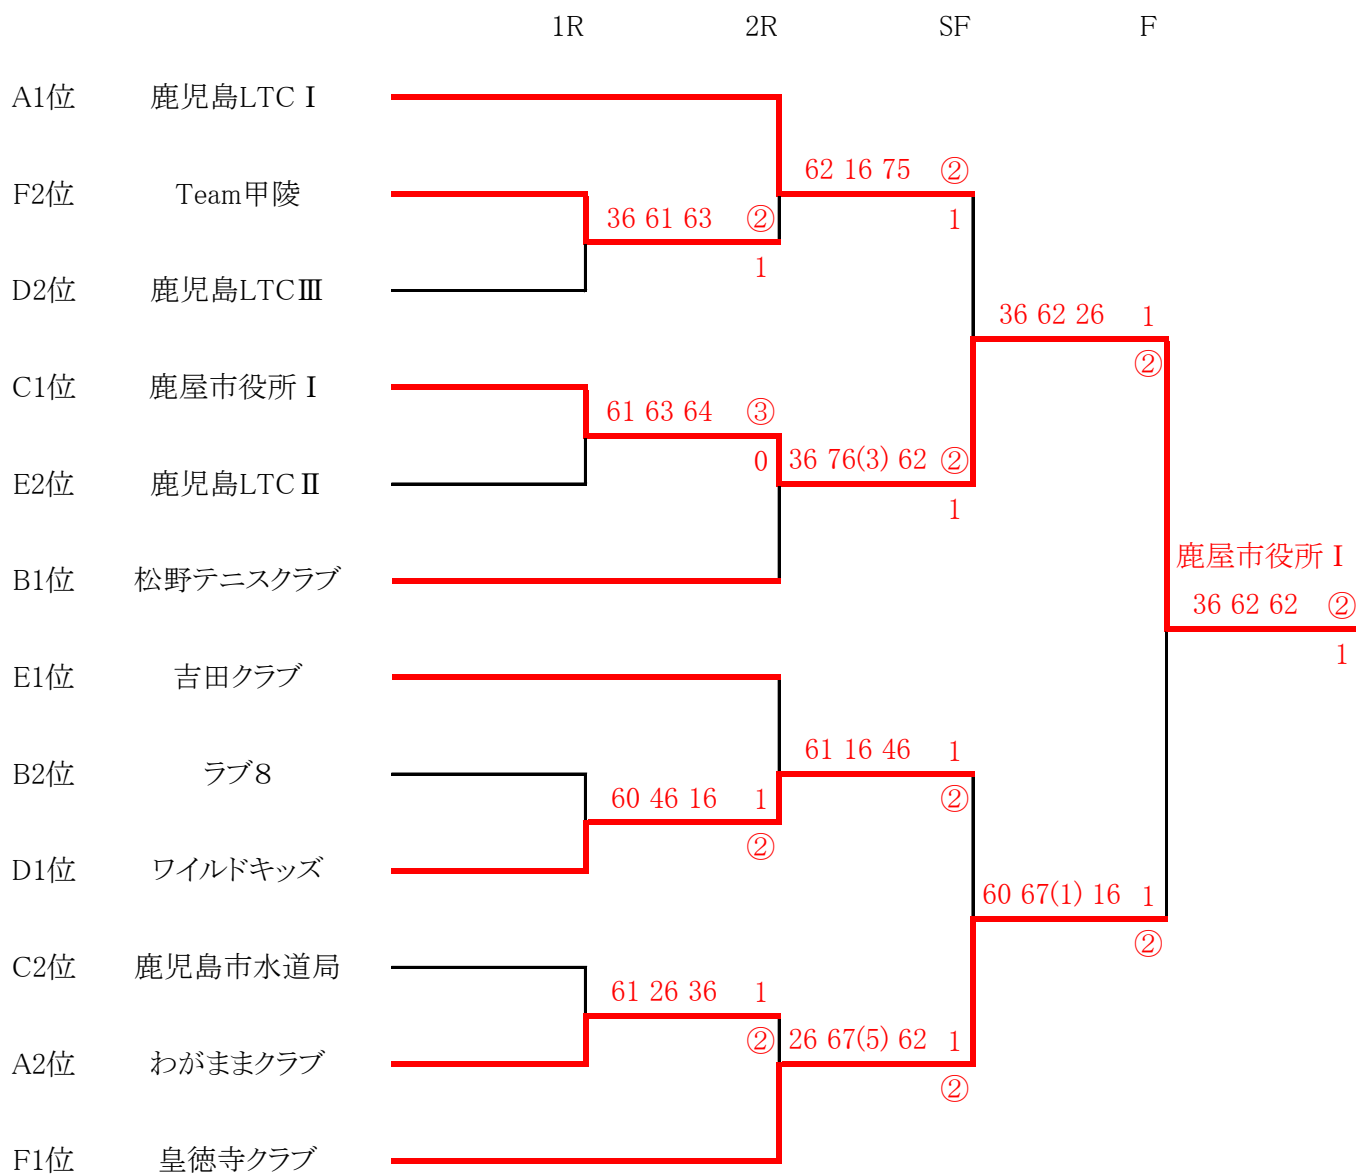 1R 2R SF F
A1位 鹿児島LTCⅠ
62 16 75 ②
F2位 Team甲陵
36 61 63 ② 1
1
D2位 鹿児島LTCⅢ
36 62 26 1
②
C1位 鹿屋市役所Ⅰ
61 63 64 ③
0 36 76(3) 62 ②
E2位 鹿児島LTCⅡ
1
鹿屋市役所Ⅰ
B1位 松野テニスクラブ
36 62 62 ②
1
E1位 吉田クラブ
61 16 46 1
B2位 ラブ8
60 46 16 1 ②
②
D1位 ワイルドキッズ
60 67(1) 16 1
②
C2位 鹿児島市水道局
61 26 36 1
② 26 67(5) 62 1
A2位 わがままクラブ
②
F1位 皇徳寺クラブ